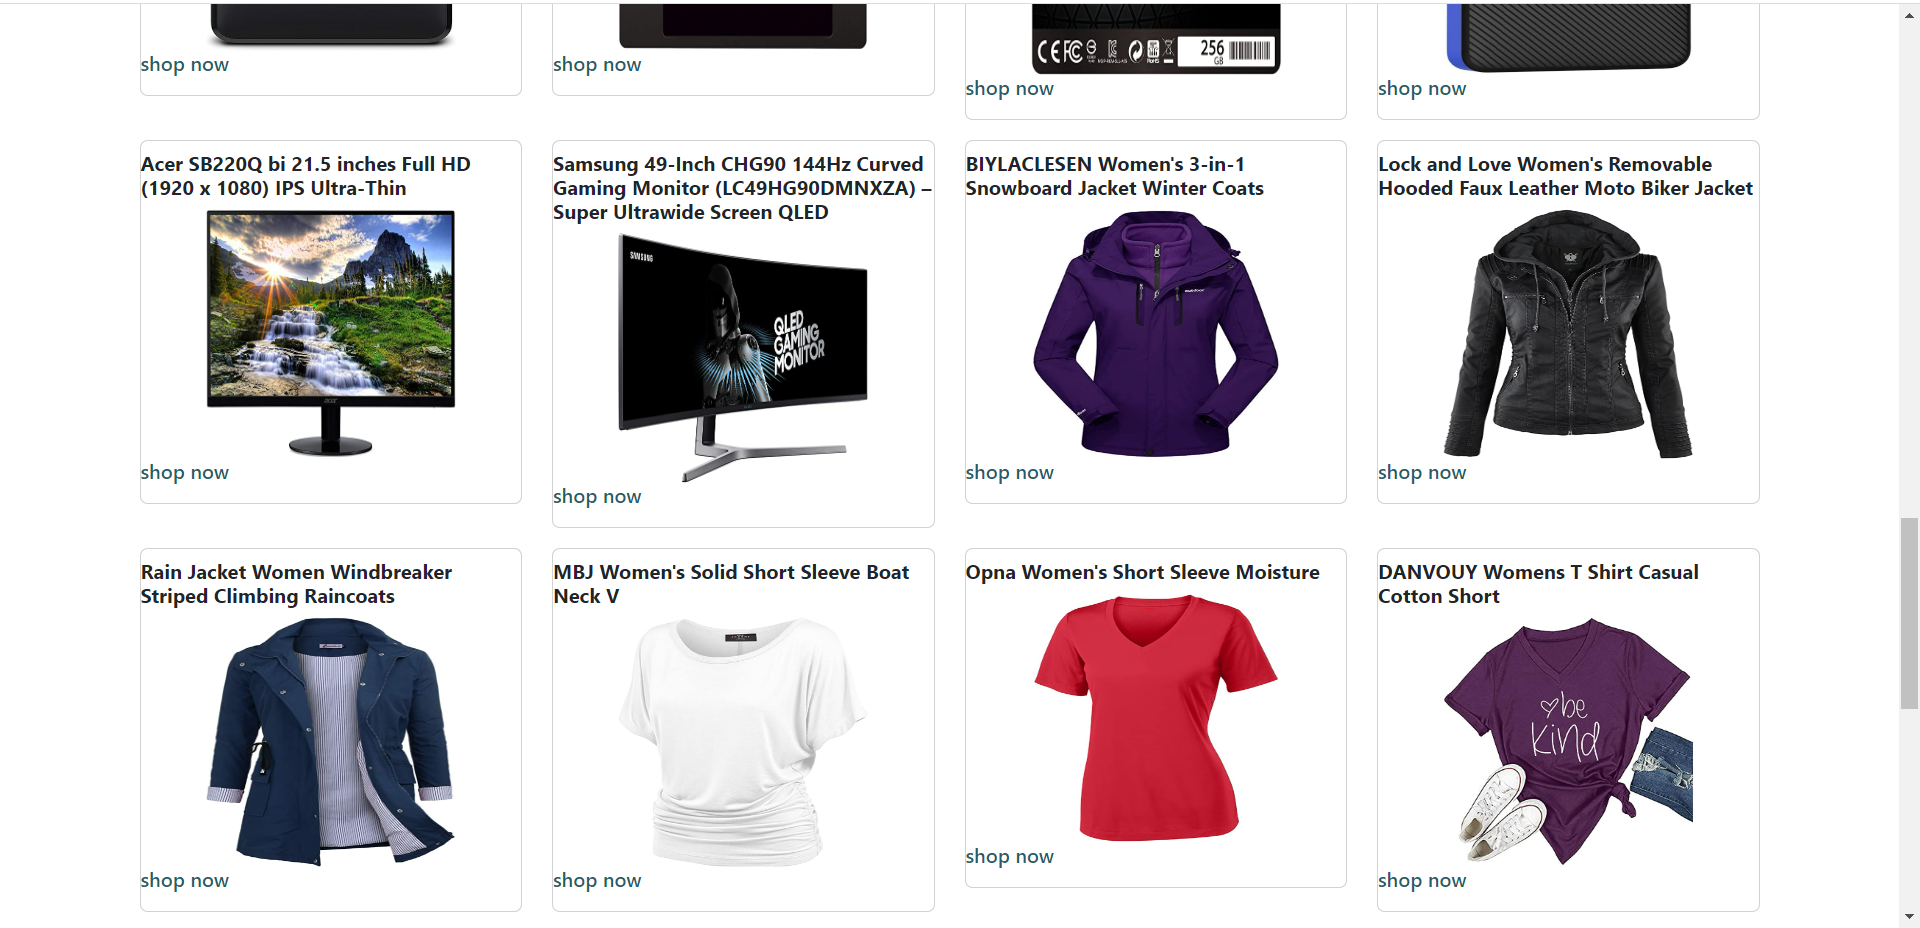 256
GB
shop now
shop now
shop now
shop now
Acer SB220Q bi 21.5 inches Full HD
(1920 x 1080) IPS Ultra-Thin
acer
shop now
Samsung 49-Inch CHG90 144Hz Curved
Gaming Monitor (LC49HG90DMNXZA) –
Super Ultrawide Screen QLED
SAMSUNG
QLED
GAMING
MONITOR
shop now
BIYLACLESEN Women's 3-in-1
Snowboard Jacket Winter Coats
outdoor
shop now
Lock and Love Women's Removable
Hooded Faux Leather Moto Biker Jacket
shop now
Rain Jacket Women Windbreaker
Striped Climbing Raincoats
shop now
MBJ Women's Solid Short Sleeve Boat
Neck V
shop now
Opna Women's Short Sleeve Moisture
shop now
DANVOUY Womens T Shirt Casual
Cotton Short
be
kind
shop now